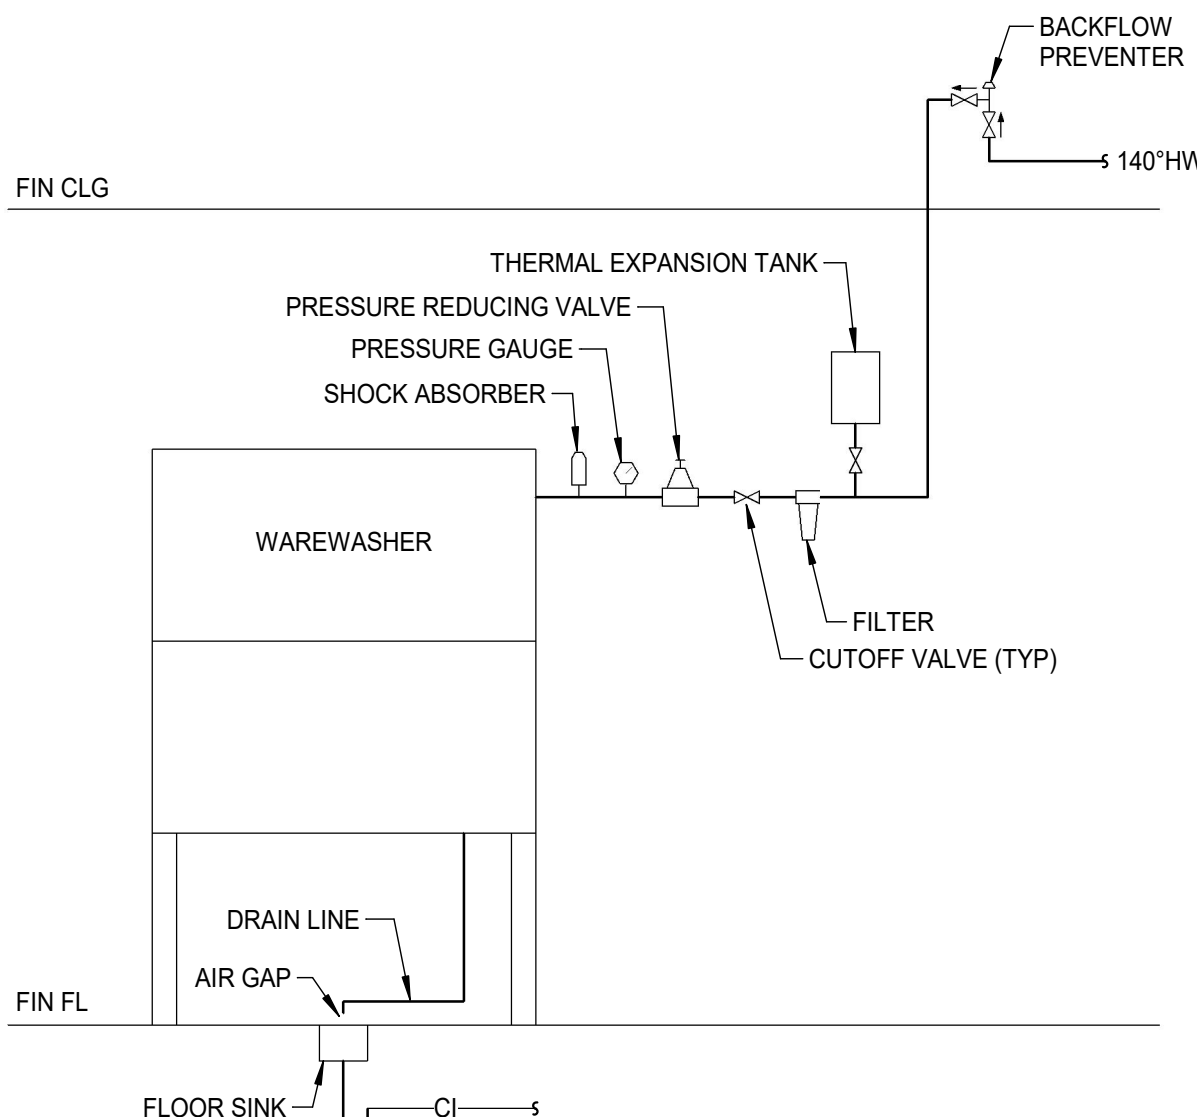 BACKFLOW
PREVENTER
140°HW
FIN CLG
THERMAL EXPANSION TANK
PRESSURE REDUCING VALVE
PRESSURE GAUGE
SHOCK ABSORBER
WAREWASHER
FILTER
CUTOFF VALVE (TYP)
DRAIN LINE
AIR GAP
FIN FL
FLOOR SINK
CI